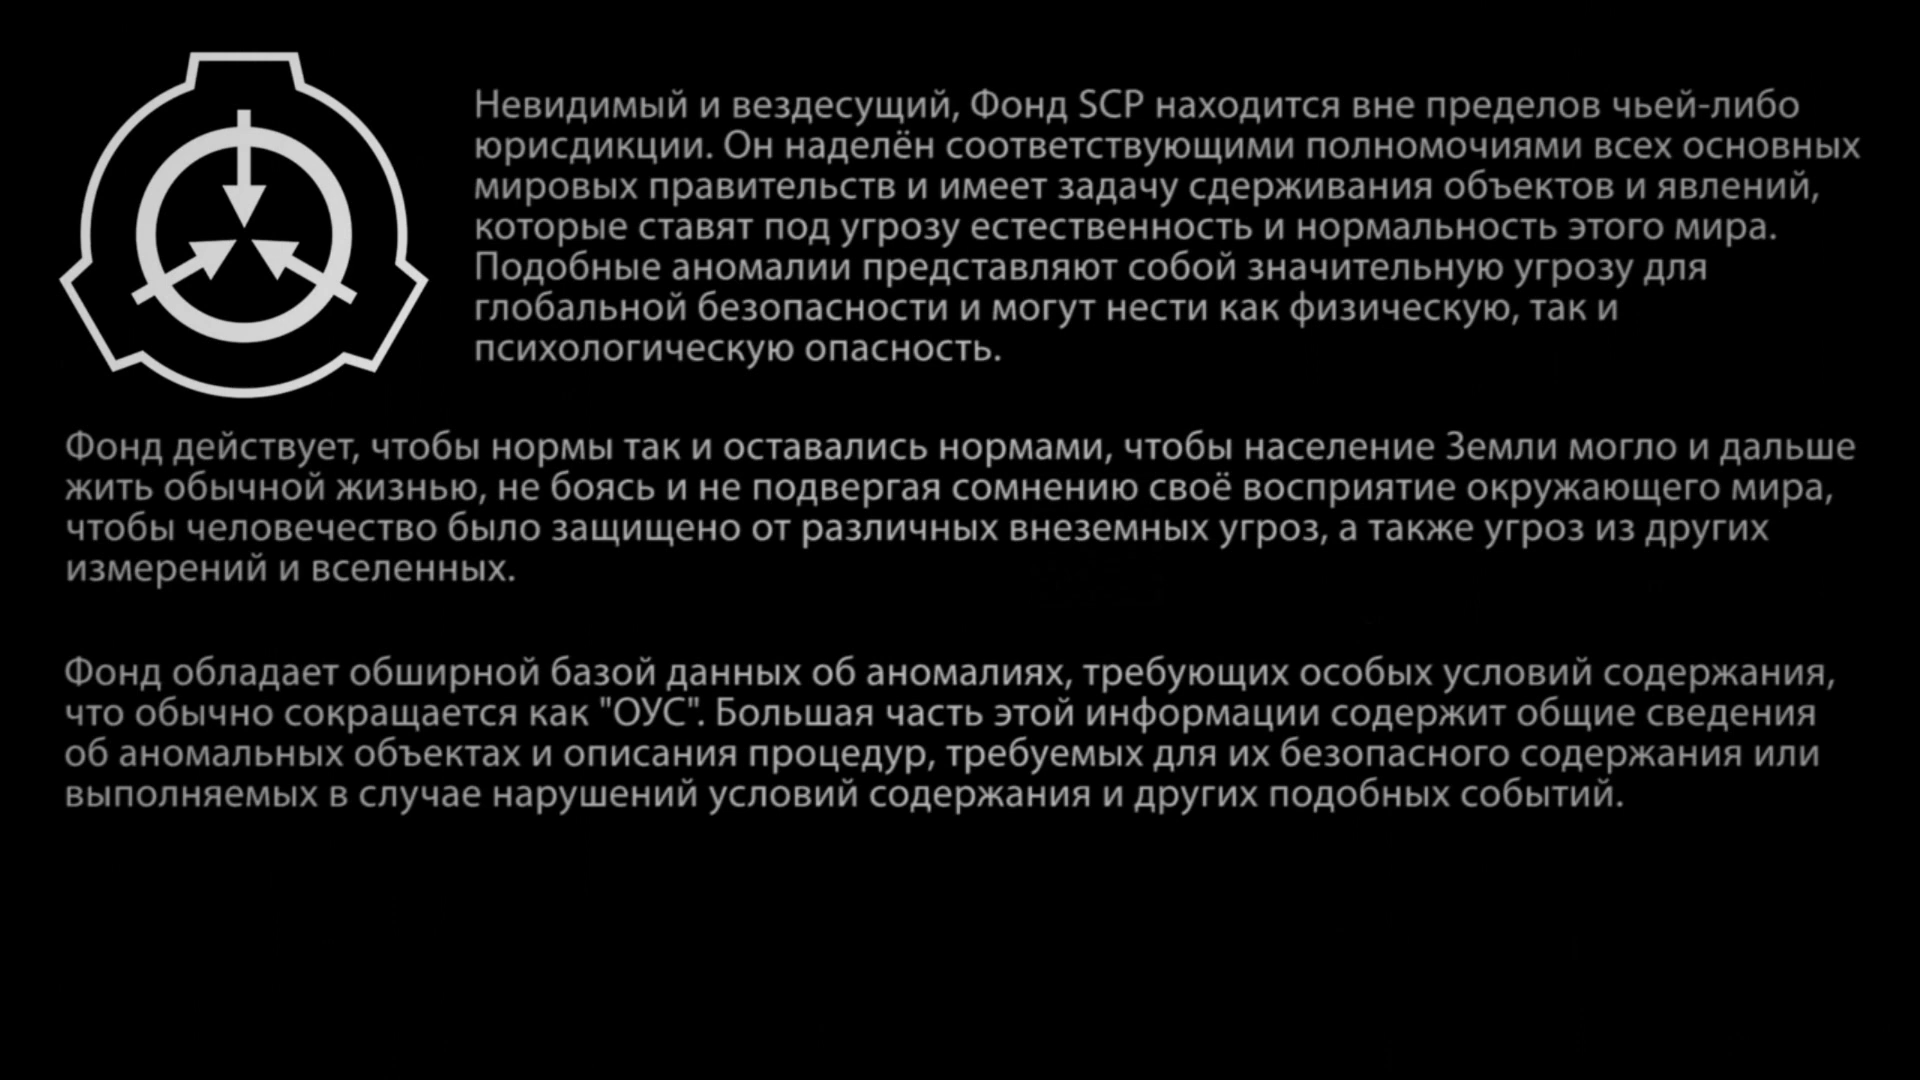 Невидимый и вездесущий, Фонд SCP находится вне пределов чьей-либо
юрисдикции. Он наделён соответствующими полномочиями всех основных
мировых правительств и имеет задачу сдерживания объектов и явлений,
которые ставят под угрозу естественность и нормальность этого мира.
Подобные аномалии представляют собой значительную угрозу для
глобальной безопасности и могут нести как физическую, так и
психологическую опасность.
Фонд действует, чтобы нормы так и оставались нормами, чтобы население Земли могло и дальше
жить обычной жизнью, не боясь и не подвергая сомнению своё восприятие окружающего мира,
чтобы человечество было защищено от различных внеземных угроз, а также угроз из других
измерений и вселенных.
Фонд обладает обширной базой данных об аномалиях, требующих особых условий содержания,
что обычно сокращается как "ОУС". Большая часть этой информации содержит общие сведения
об аномальных объектах и описания процедур, требуемых для их безопасного содержания или
выполняемых в случае нарушений условий содержания и других подобных событий.